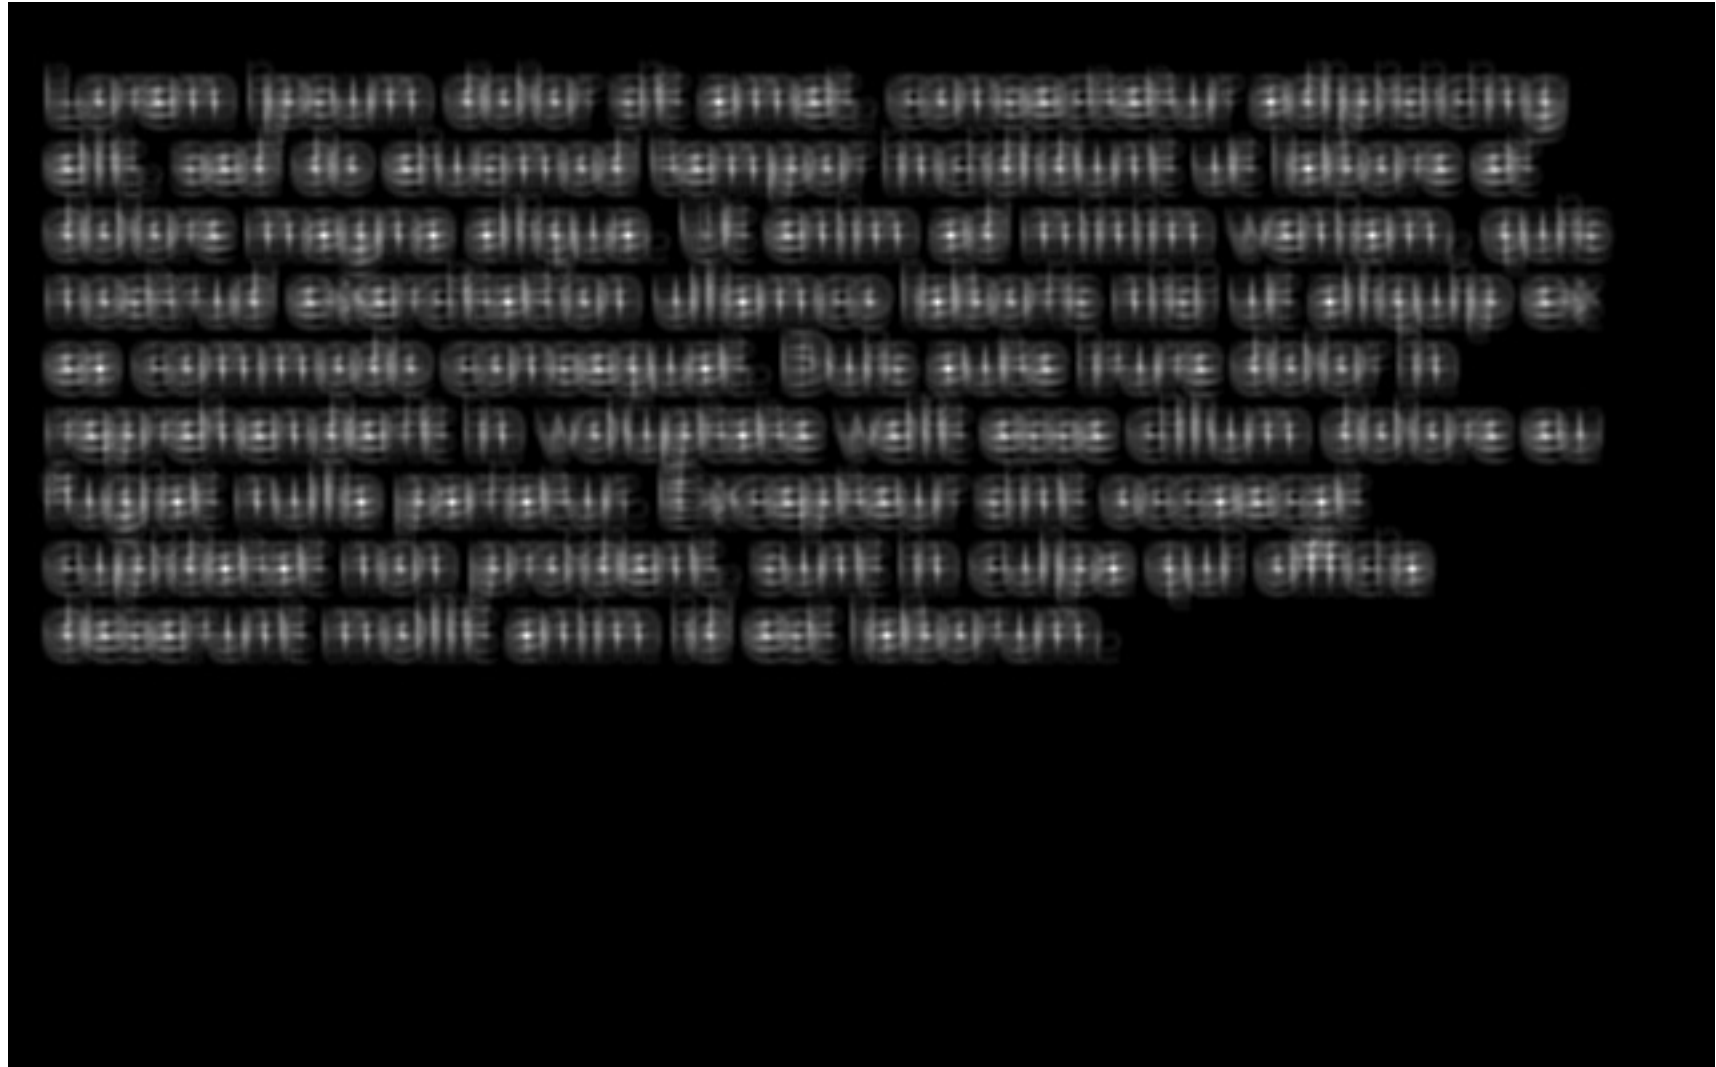 Lorem ipsum dolor sit amet, consectetur adipiscing
elit, sed do eiusmod tempor incididunt ut labore et
dolore magna aliqua. Ut enim ad minim veniam, quis
nostrud exercitation ullamco laboris nisi ut aliquip ex
ea commodo consequat. Duis aute irure dolor in
reprehenderit in voluptate velit esse cillum dolore eu
fugiat nulla pariatur. Excepteur sint occaecat
cupidatat non proident, sunt in culpa qui officia
deserunt mollit anim id est laborum.